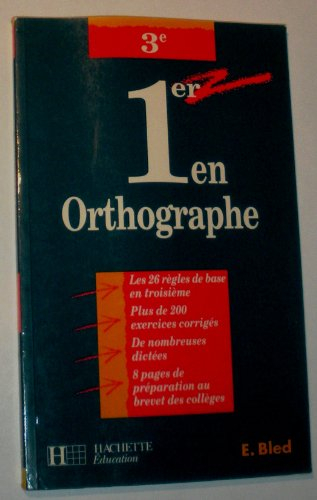 3e
1er
en
Orthographe
Les 26 règles de base
en troisième
Plus de 200
exercices corrigés
De nombreuses
dictées
8 pages de
préparation au
brevet des collèges
H HACHETTE
Education
E. Bled